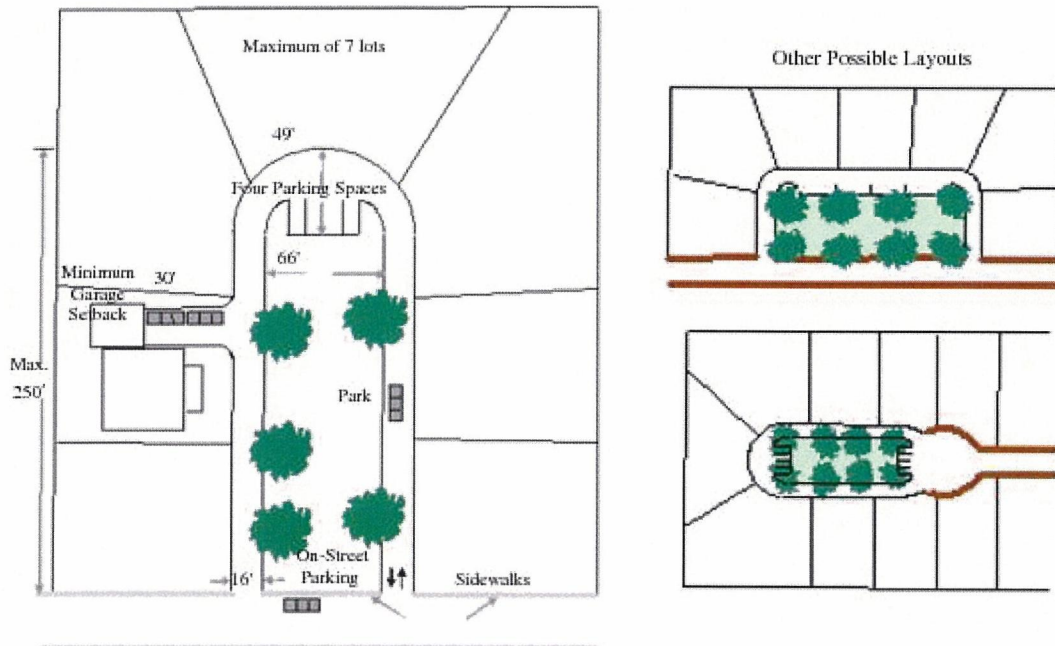 Maximum of 7 lots
49'
Four Parking Spaces
66'
Minimum
30'
Garage
Setback
Max.
250'
Park
On-Street
Parking
16'
Sidewalks
Other Possible Layouts